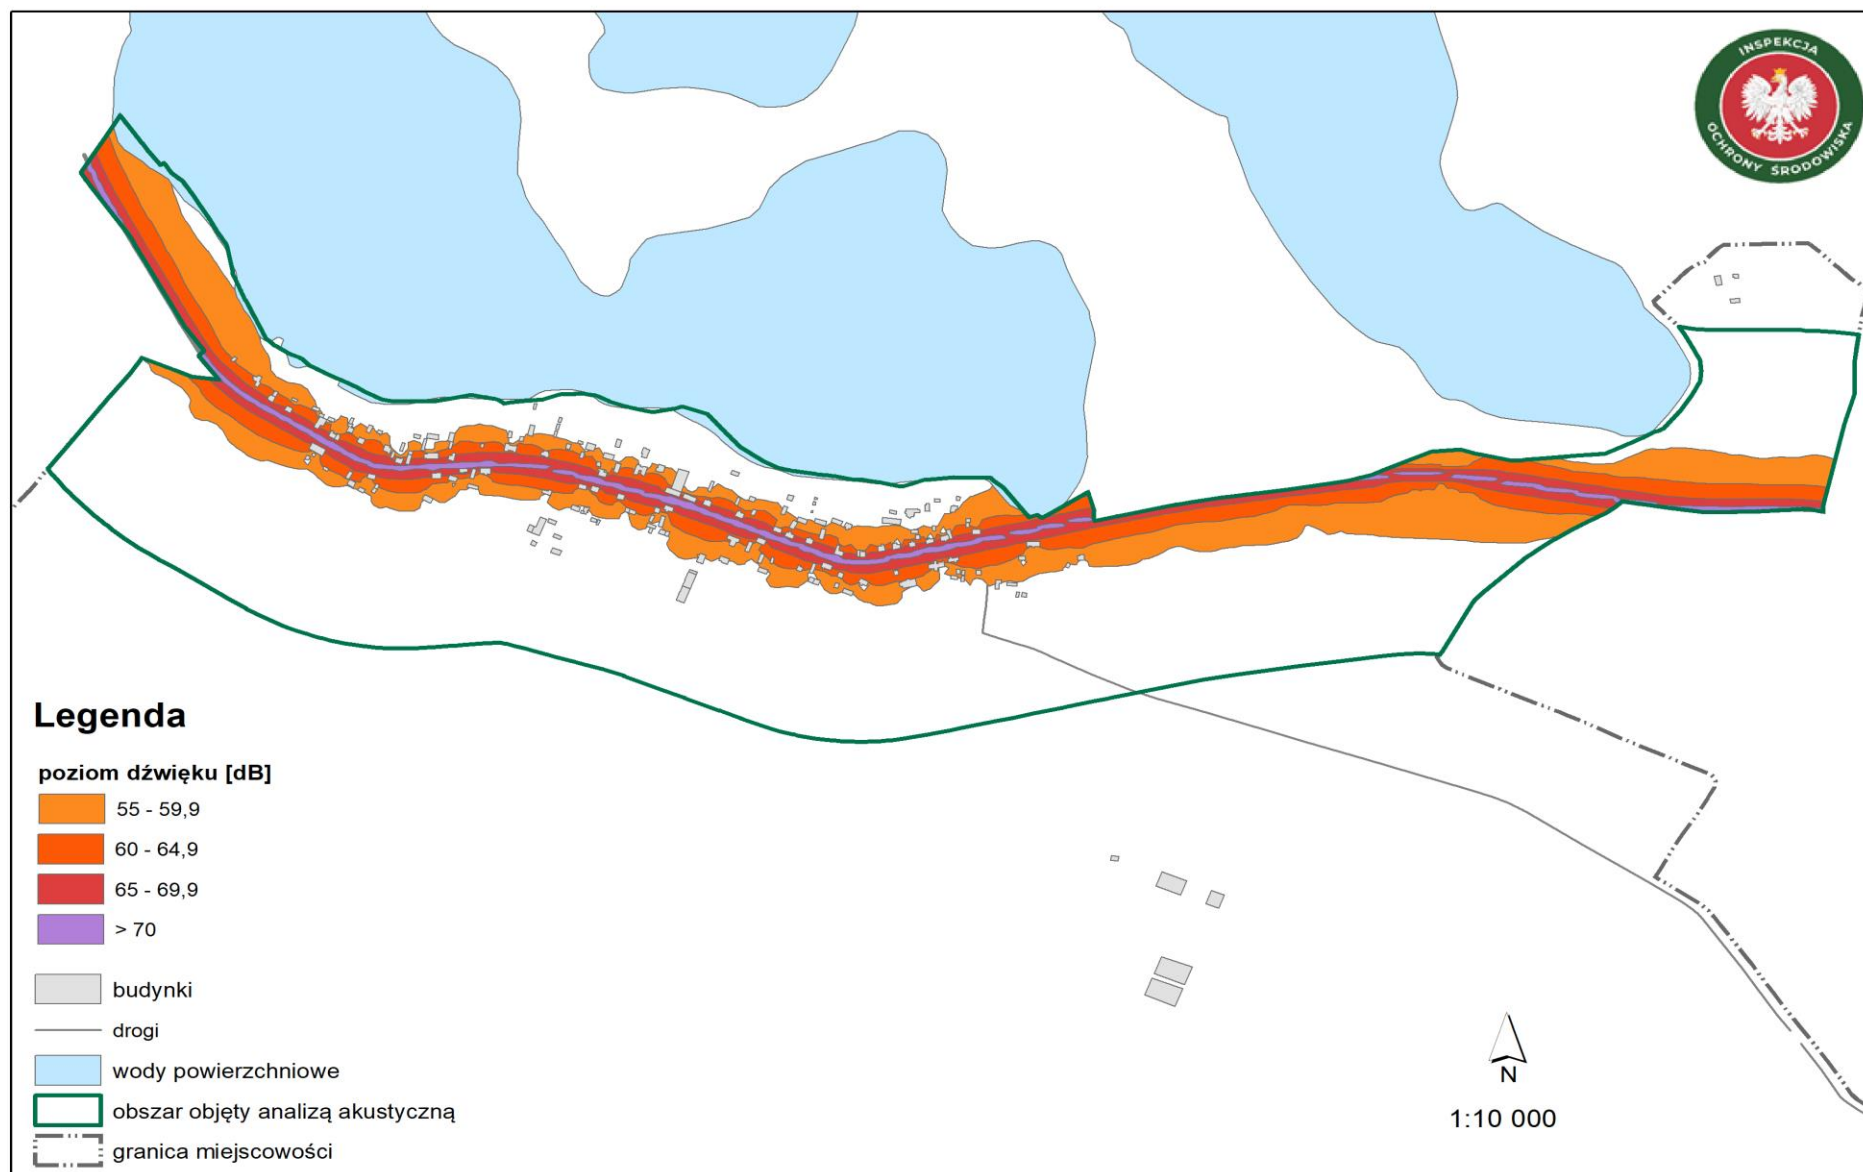 INSPEKCJA
OCHRONY ŚRODOWISKA
Legenda
poziom dźwięku [dB]
55 - 59,9
60 - 64,9
65 - 69,9
> 70
budynki
drogi
wody powierzchniowe
obszar objęty analizą akustyczną
granica miejscowości
N
1:10 000